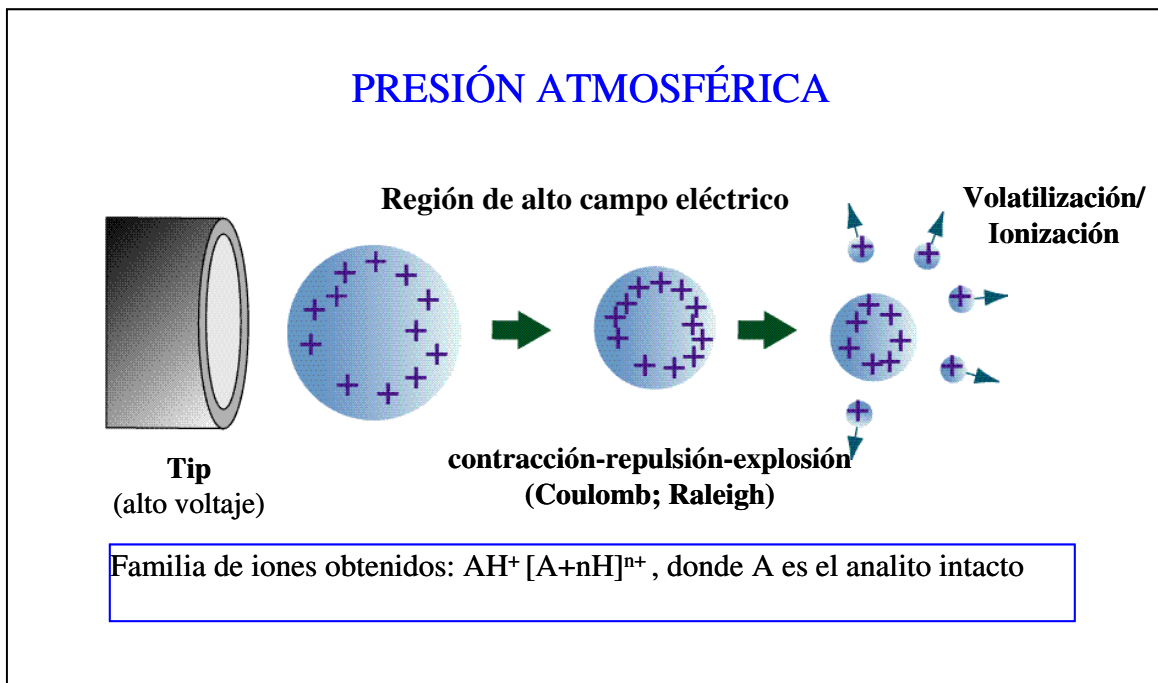 PRESIÓN ATMOSFÉRICA
Región de alto campo eléctrico
Volatilización/
Ionización
Tip
(alto voltaje)
contracción-repulsión-explosión
(Coulomb; Raleigh)
Familia de iones obtenidos: AH⁺ [A+nH]ⁿ⁺ , donde A es el analito intacto